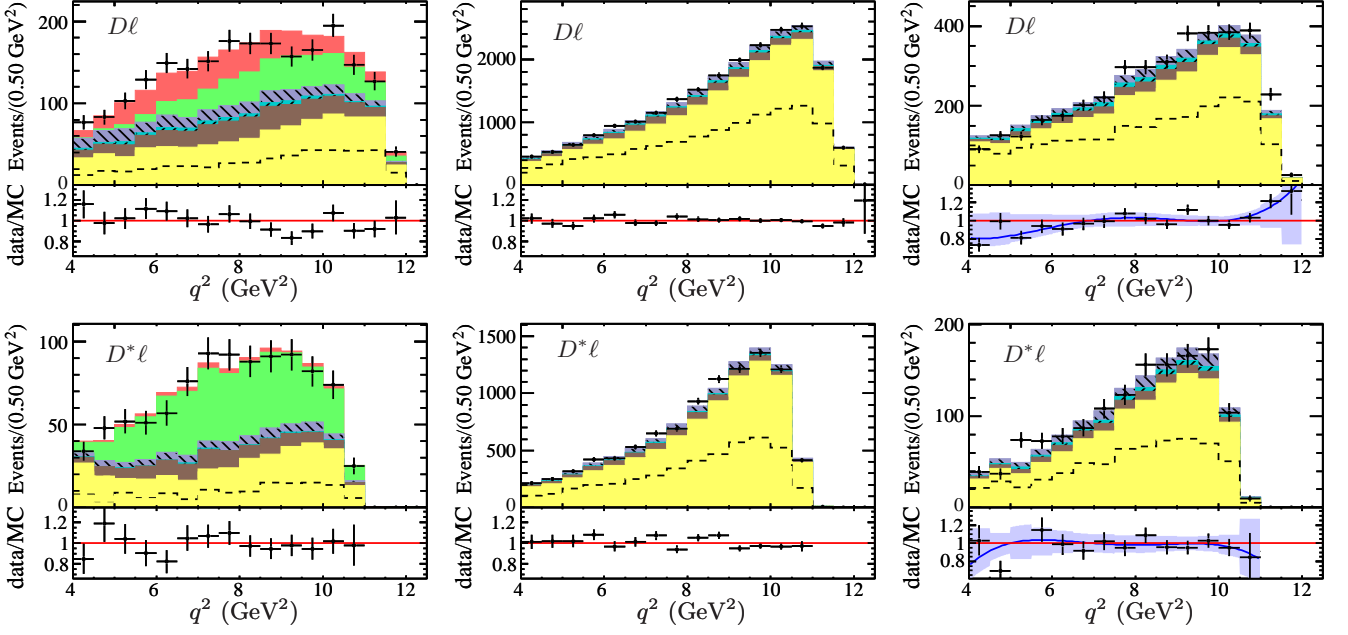 Events/(0.50 GeV²)
200
100
0
Dℓ
data/MC
1.2
1
0.8
4 6 8 10 12
q² (GeV²)
Events/(0.50 GeV²)
2000
1000
0
Dℓ
data/MC
1.2
1
0.8
4 6 8 10 12
q² (GeV²)
Events/(0.50 GeV²)
400
200
0
Dℓ
data/MC
1.2
1
0.8
4 6 8 10 12
q² (GeV²)
Events/(0.50 GeV²)
100
50
0
D*ℓ
data/MC
1.2
1
0.8
4 6 8 10 12
q² (GeV²)
Events/(0.50 GeV²)
1500
1000
500
0
D*ℓ
data/MC
1.2
1
0.8
4 6 8 10 12
q² (GeV²)
Events/(0.50 GeV²)
200
100
0
D*ℓ
data/MC
1.2
1
0.8
4 6 8 10 12
q² (GeV²)